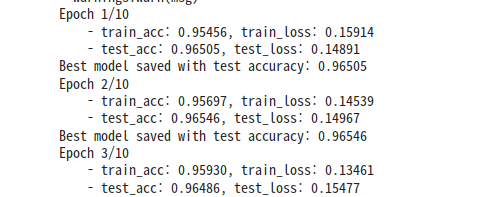 warnings.warn(msg)
Epoch 1/10
    - train_acc: 0.95456, train_loss: 0.15914
    - test_acc: 0.96505, test_loss: 0.14891
Best model saved with test accuracy: 0.96505
Epoch 2/10
    - train_acc: 0.95697, train_loss: 0.14539
    - test_acc: 0.96546, test_loss: 0.14967
Best model saved with test accuracy: 0.96546
Epoch 3/10
    - train_acc: 0.95930, train_loss: 0.13461
    - test_acc: 0.96486, test_loss: 0.15477